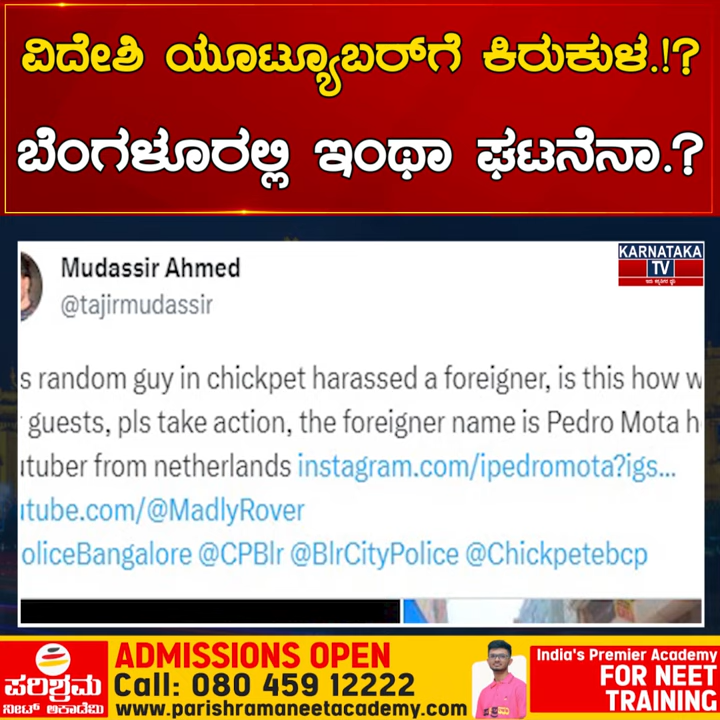 ವಿದೇಶಿ ಯೂಟ್ಯೂಬರ್‌ಗೆ ಕಿರುಕುಳ.!?
ಬೆಂಗಳೂರಲ್ಲಿ ಇಂಥಾ ಘಟನೆನಾ.?
KARNATAKA
TV
Mudassir Ahmed
@tajirmudassir
s random guy in chickpet harassed a foreigner, is this how w
guests, pls take action, the foreigner name is Pedro Mota h
tuber from netherlands instagram.com/ipedromota?igs...
tube.com/@MadlyRover
oliceBangalore @CPBlr @BlrCityPolice @Chickpetebcp
ಪರಿಶ್ರಮ
ನೀಟ್ ಅಕಾಡೆಮಿ
ADMISSIONS OPEN
Call: 080 459 12222
www.parishramaneetacademy.com
India's Premier Academy
FOR NEET
TRAINING